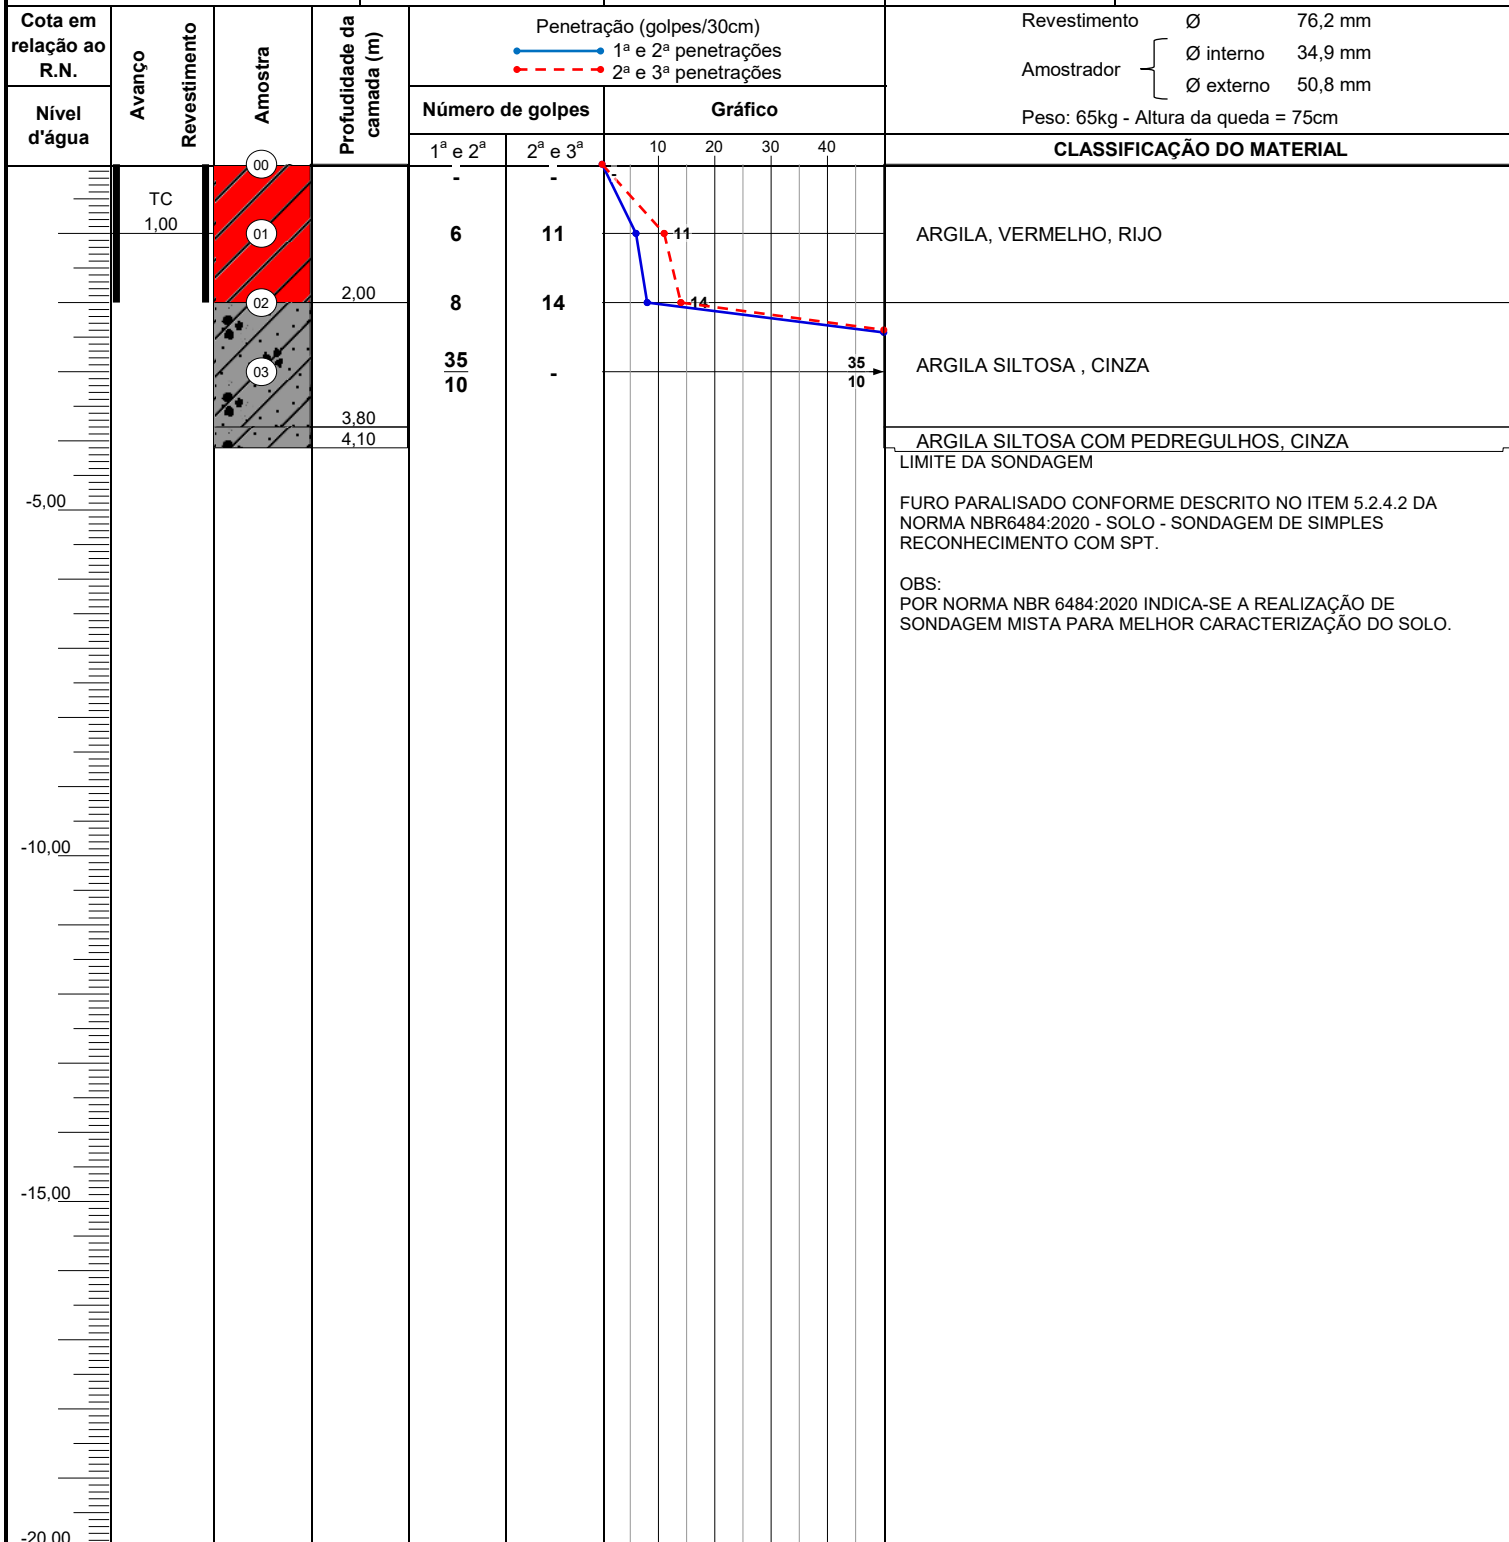 Cota em
relação ao
R.N.
Nível
d'água
Avanço
Revestimento
Amostra
Profudidade da
camada (m)
Penetração (golpes/30cm)
1ª e 2ª penetrações
2ª e 3ª penetrações
Número de golpes
Gráfico
1ª e 2ª
2ª e 3ª
10 20 30 40
Revestimento Ø 76,2 mm
Amostrador
Ø interno 34,9 mm
Ø externo 50,8 mm
Peso: 65kg - Altura da queda = 75cm
CLASSIFICAÇÃO DO MATERIAL
00
- - -
TC
1,00
01
6 11 11
ARGILA, VERMELHO, RIJO
2,00
02
8 14 14
03
35
10
-
35
10
ARGILA SILTOSA , CINZA
3,80
4,10
ARGILA SILTOSA COM PEDREGULHOS, CINZA
LIMITE DA SONDAGEM
-5,00
FURO PARALISADO CONFORME DESCRITO NO ITEM 5.2.4.2 DA
NORMA NBR6484:2020 - SOLO - SONDAGEM DE SIMPLES
RECONHECIMENTO COM SPT.
OBS:
POR NORMA NBR 6484:2020 INDICA-SE A REALIZAÇÃO DE
SONDAGEM MISTA PARA MELHOR CARACTERIZAÇÃO DO SOLO.
-10,00
-15,00
-20,00